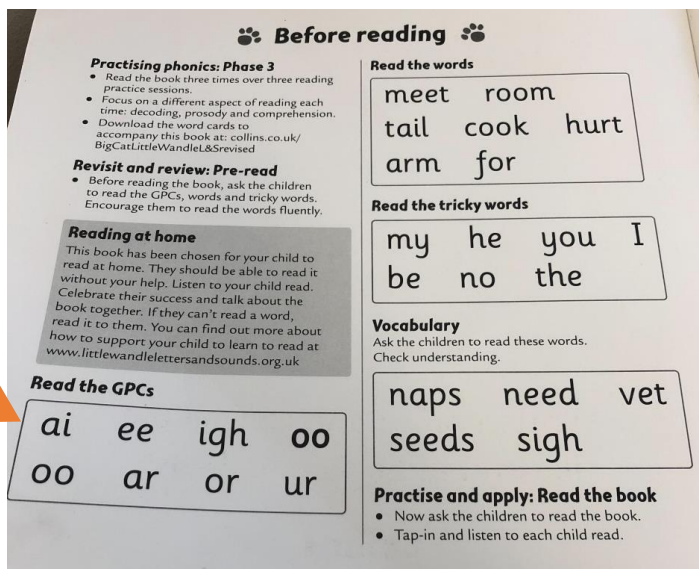 Before reading
Practising phonics: Phase 3
• Read the book three times over three reading
practice sessions.
• Focus on a different aspect of reading each
time: decoding, prosody and comprehension.
• Download the word cards to
accompany this book at: collins.co.uk/
BigCatLittleWandleL&Srevised
Revisit and review: Pre-read
• Before reading the book, ask the children
to read the GPCs, words and tricky words.
Encourage them to read the words fluently.
Reading at home
This book has been chosen for your child to
read at home. They should be able to read it
without your help. Listen to your child read.
Celebrate their success and talk about the
book together. If they can't read a word,
read it to them. You can find out more about
how to support your child to learn to read at
www.littlewandlelettersandsounds.org.uk
Read the GPCs
ai ee igh oo
oo ar or ur
Read the words
meet room
tail cook hurt
arm for
Read the tricky words
my he you I
be no the
Vocabulary
Ask the children to read these words.
Check understanding.
naps need vet
seeds sigh
Practise and apply: Read the book
• Now ask the children to read the book.
• Tap-in and listen to each child read.